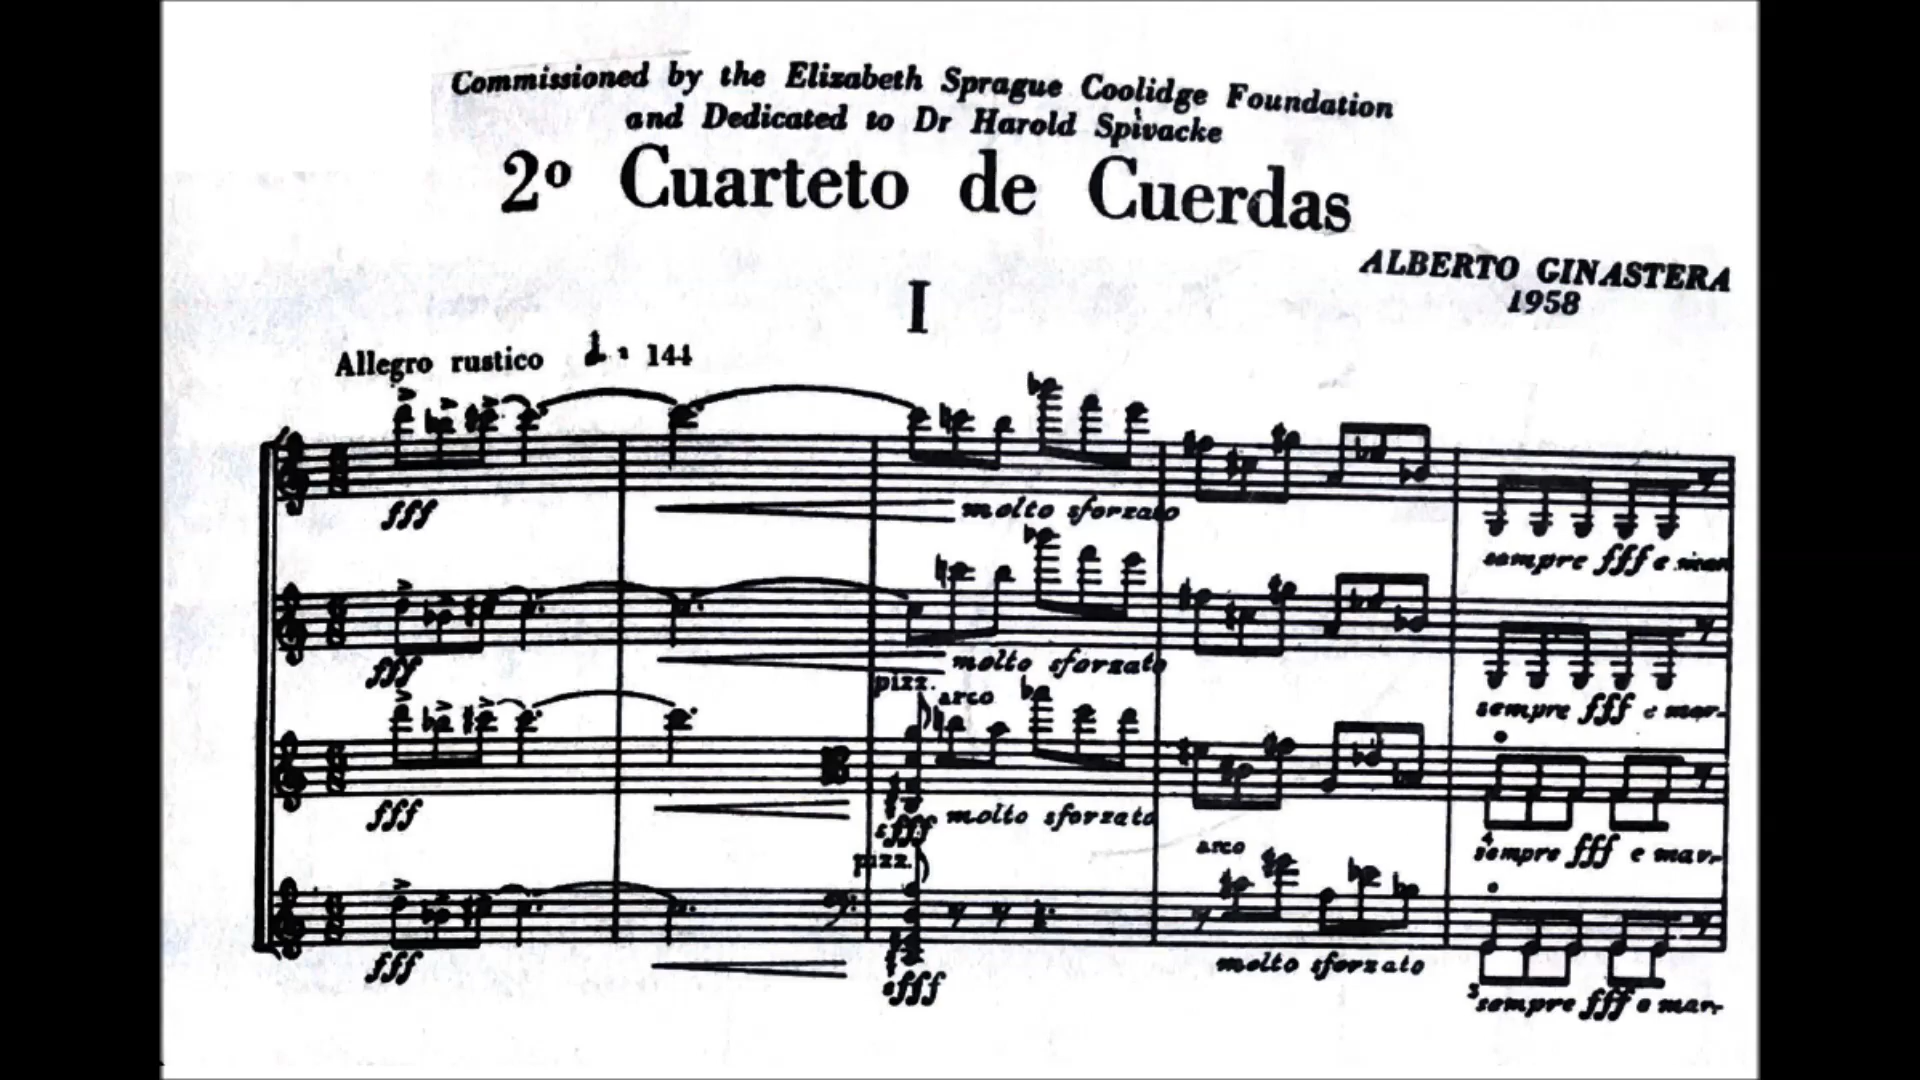 Commissioned by the Elizabeth Sprague Coolidge Foundation
and Dedicated to Dr Harold Spivacke
2º Cuarteto de Cuerdas
ALBERTO GINASTERA
1958
I
Allegro rustico = 144
fff
molto sforzato
sempre fff e
fff
molto sforzato
sempre fff e mar-
pizz.
arco
fff
sfff
molto sforzato
sempre fff e mar-
pizz.
arco
fff
sfff
molto sforzato
sempre fff e mar-